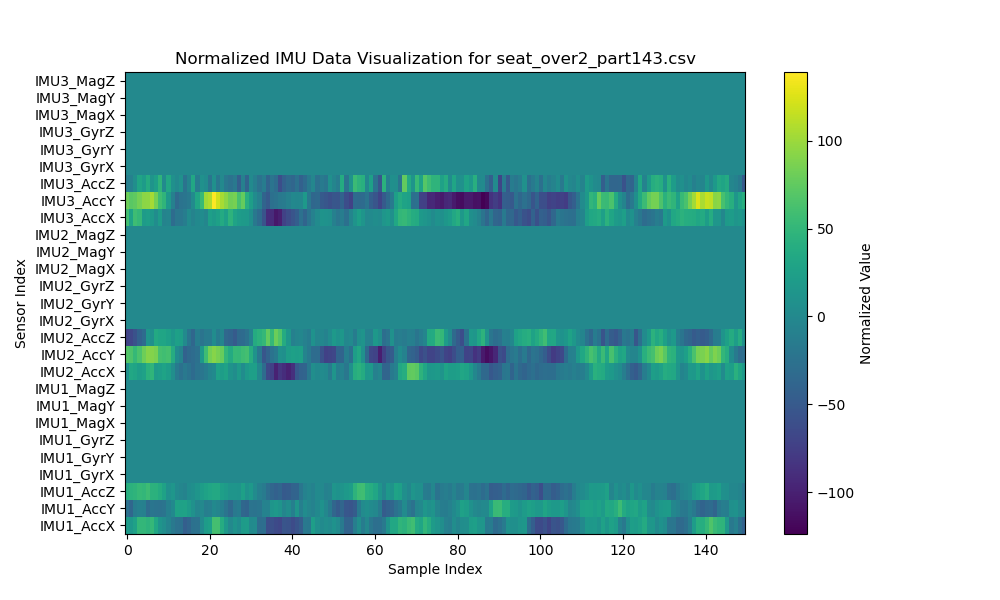 Normalized IMU Data Visualization for seat_over2_part143.csv
IMU3_MagZ
IMU3_MagY
IMU3_MagX
IMU3_GyrZ
IMU3_GyrY
IMU3_GyrX
IMU3_AccZ
IMU3_AccY
IMU3_AccX
IMU2_MagZ
IMU2_MagY
IMU2_MagX
IMU2_GyrZ
IMU2_GyrY
IMU2_GyrX
IMU2_AccZ
IMU2_AccY
IMU2_AccX
IMU1_MagZ
IMU1_MagY
IMU1_MagX
IMU1_GyrZ
IMU1_GyrY
IMU1_GyrX
IMU1_AccZ
IMU1_AccY
IMU1_AccX
Sensor Index
0 20 40 60 80 100 120 140
Sample Index
100
50
0
−50
−100
Normalized Value